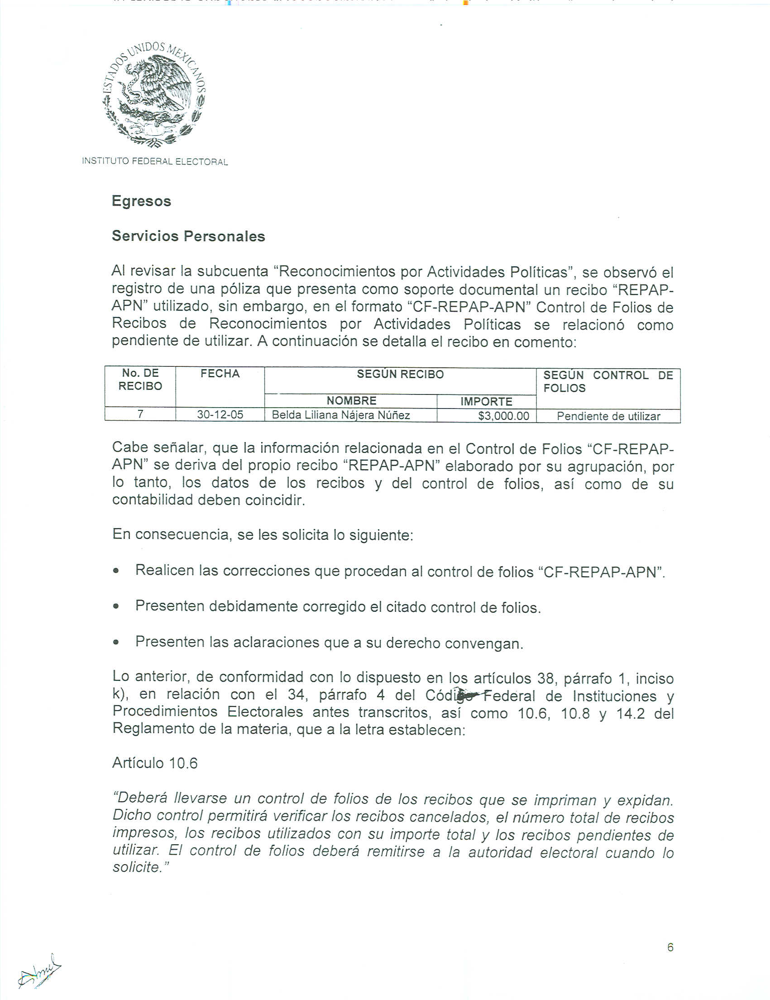 ESTADOS UNIDOS MEXICANOS
INSTITUTO FEDERAL ELECTORAL
Egresos
Servicios Personales
Al revisar la subcuenta “Reconocimientos por Actividades Políticas”, se observó el
registro de una póliza que presenta como soporte documental un recibo “REPAP-
APN” utilizado, sin embargo, en el formato “CF-REPAP-APN” Control de Folios de
Recibos de Reconocimientos por Actividades Políticas se relacionó como
pendiente de utilizar. A continuación se detalla el recibo en comento:
No. DE RECIBO FECHA SEGÚN RECIBO SEGÚN CONTROL DE FOLIOS
NOMBRE IMPORTE
7 30-12-05 Belda Liliana Nájera Núñez $3,000.00 Pendiente de utilizar
Cabe señalar, que la información relacionada en el Control de Folios “CF-REPAP-
APN” se deriva del propio recibo “REPAP-APN” elaborado por su agrupación, por
lo tanto, los datos de los recibos y del control de folios, así como de su
contabilidad deben coincidir.
En consecuencia, se les solicita lo siguiente:
• Realicen las correcciones que procedan al control de folios “CF-REPAP-APN”.
• Presenten debidamente corregido el citado control de folios.
• Presenten las aclaraciones que a su derecho convengan.
Lo anterior, de conformidad con lo dispuesto en los artículos 38, párrafo 1, inciso
k), en relación con el 34, párrafo 4 del Código Federal de Instituciones y
Procedimientos Electorales antes transcritos, así como 10.6, 10.8 y 14.2 del
Reglamento de la materia, que a la letra establecen:
Artículo 10.6
“Deberá llevarse un control de folios de los recibos que se impriman y expidan.
Dicho control permitirá verificar los recibos cancelados, el número total de recibos
impresos, los recibos utilizados con su importe total y los recibos pendientes de
utilizar. El control de folios deberá remitirse a la autoridad electoral cuando lo
solicite.”
6